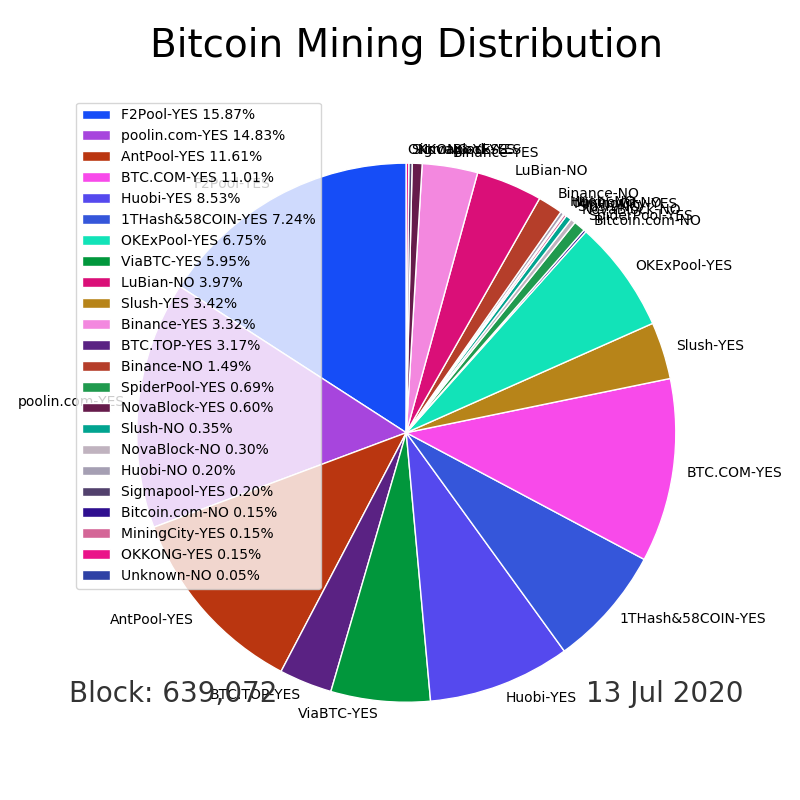 Bitcoin Mining Distribution
F2Pool-YES 15.87%
poolin.com-YES 14.83%
AntPool-YES 11.61%
BTC.COM-YES 11.01%
Huobi-YES 8.53%
1THash&58COIN-YES 7.24%
OKExPool-YES 6.75%
ViaBTC-YES 5.95%
LuBian-NO 3.97%
Slush-YES 3.42%
Binance-YES 3.32%
BTC.TOP-YES 3.17%
Binance-NO 1.49%
SpiderPool-YES 0.69%
NovaBlock-YES 0.60%
Slush-NO 0.35%
NovaBlock-NO 0.30%
Huobi-NO 0.20%
Sigmapool-YES 0.20%
Bitcoin.com-NO 0.15%
MiningCity-YES 0.15%
OKKONG-YES 0.15%
Unknown-NO 0.05%
F2Pool-YES
poolin.com-YES
AntPool-YES
BTC.TOP-YES
ViaBTC-YES
Huobi-YES
1THash&58COIN-YES
BTC.COM-YES
Slush-YES
OKExPool-YES
Bitcoin.com-NO
SpiderPool-YES
NovaBlock-NO
Binance-NO
LuBian-NO
Binance-YES
Block: 639,072
13 Jul 2020